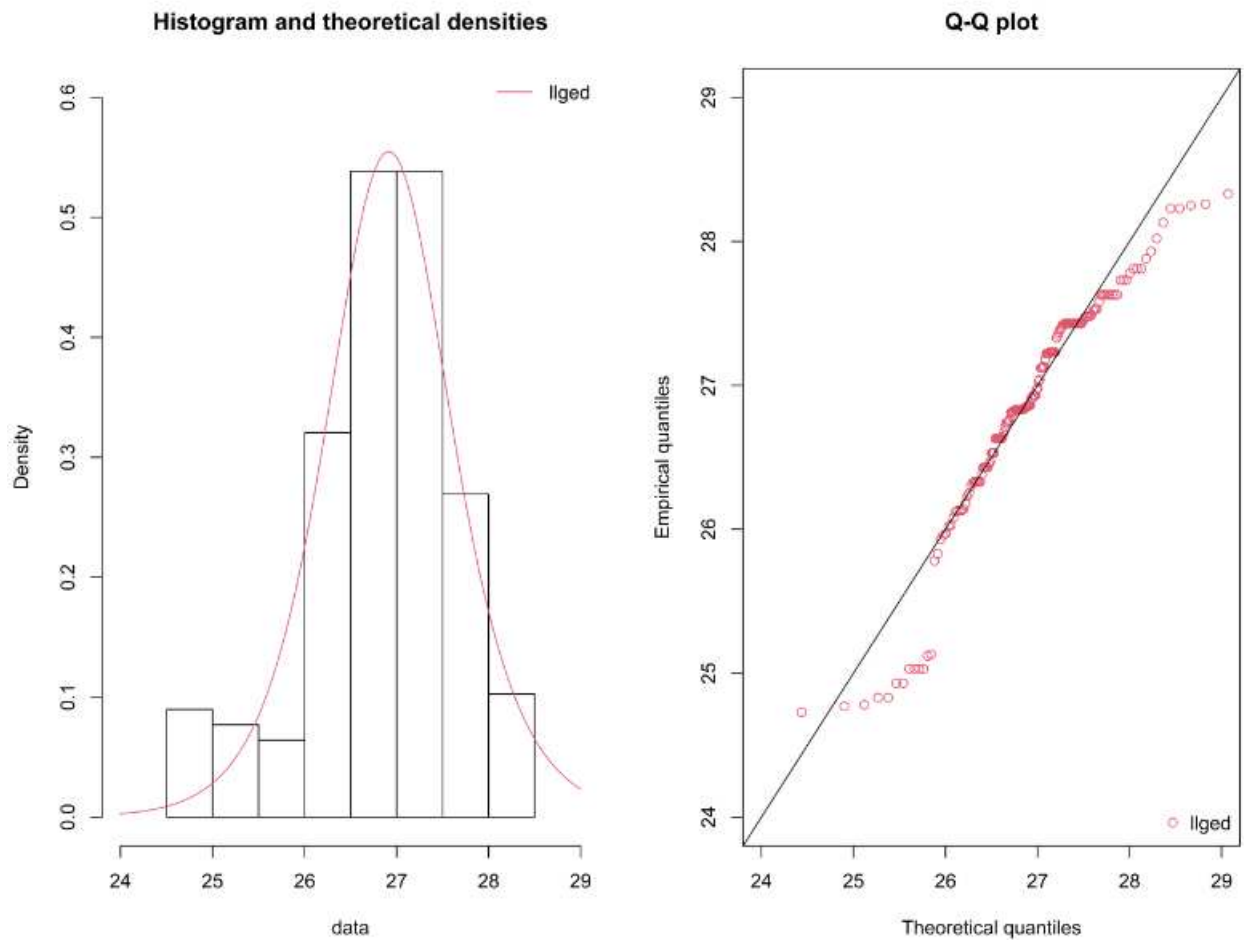 Histogram and theoretical densities
llged
0.6
0.5
0.4
0.3
0.2
0.1
0.0
Density
24 25 26 27 28 29
data
Q-Q plot
29
28
27
26
25
24
Empirical quantiles
llged
24 25 26 27 28 29
Theoretical quantiles